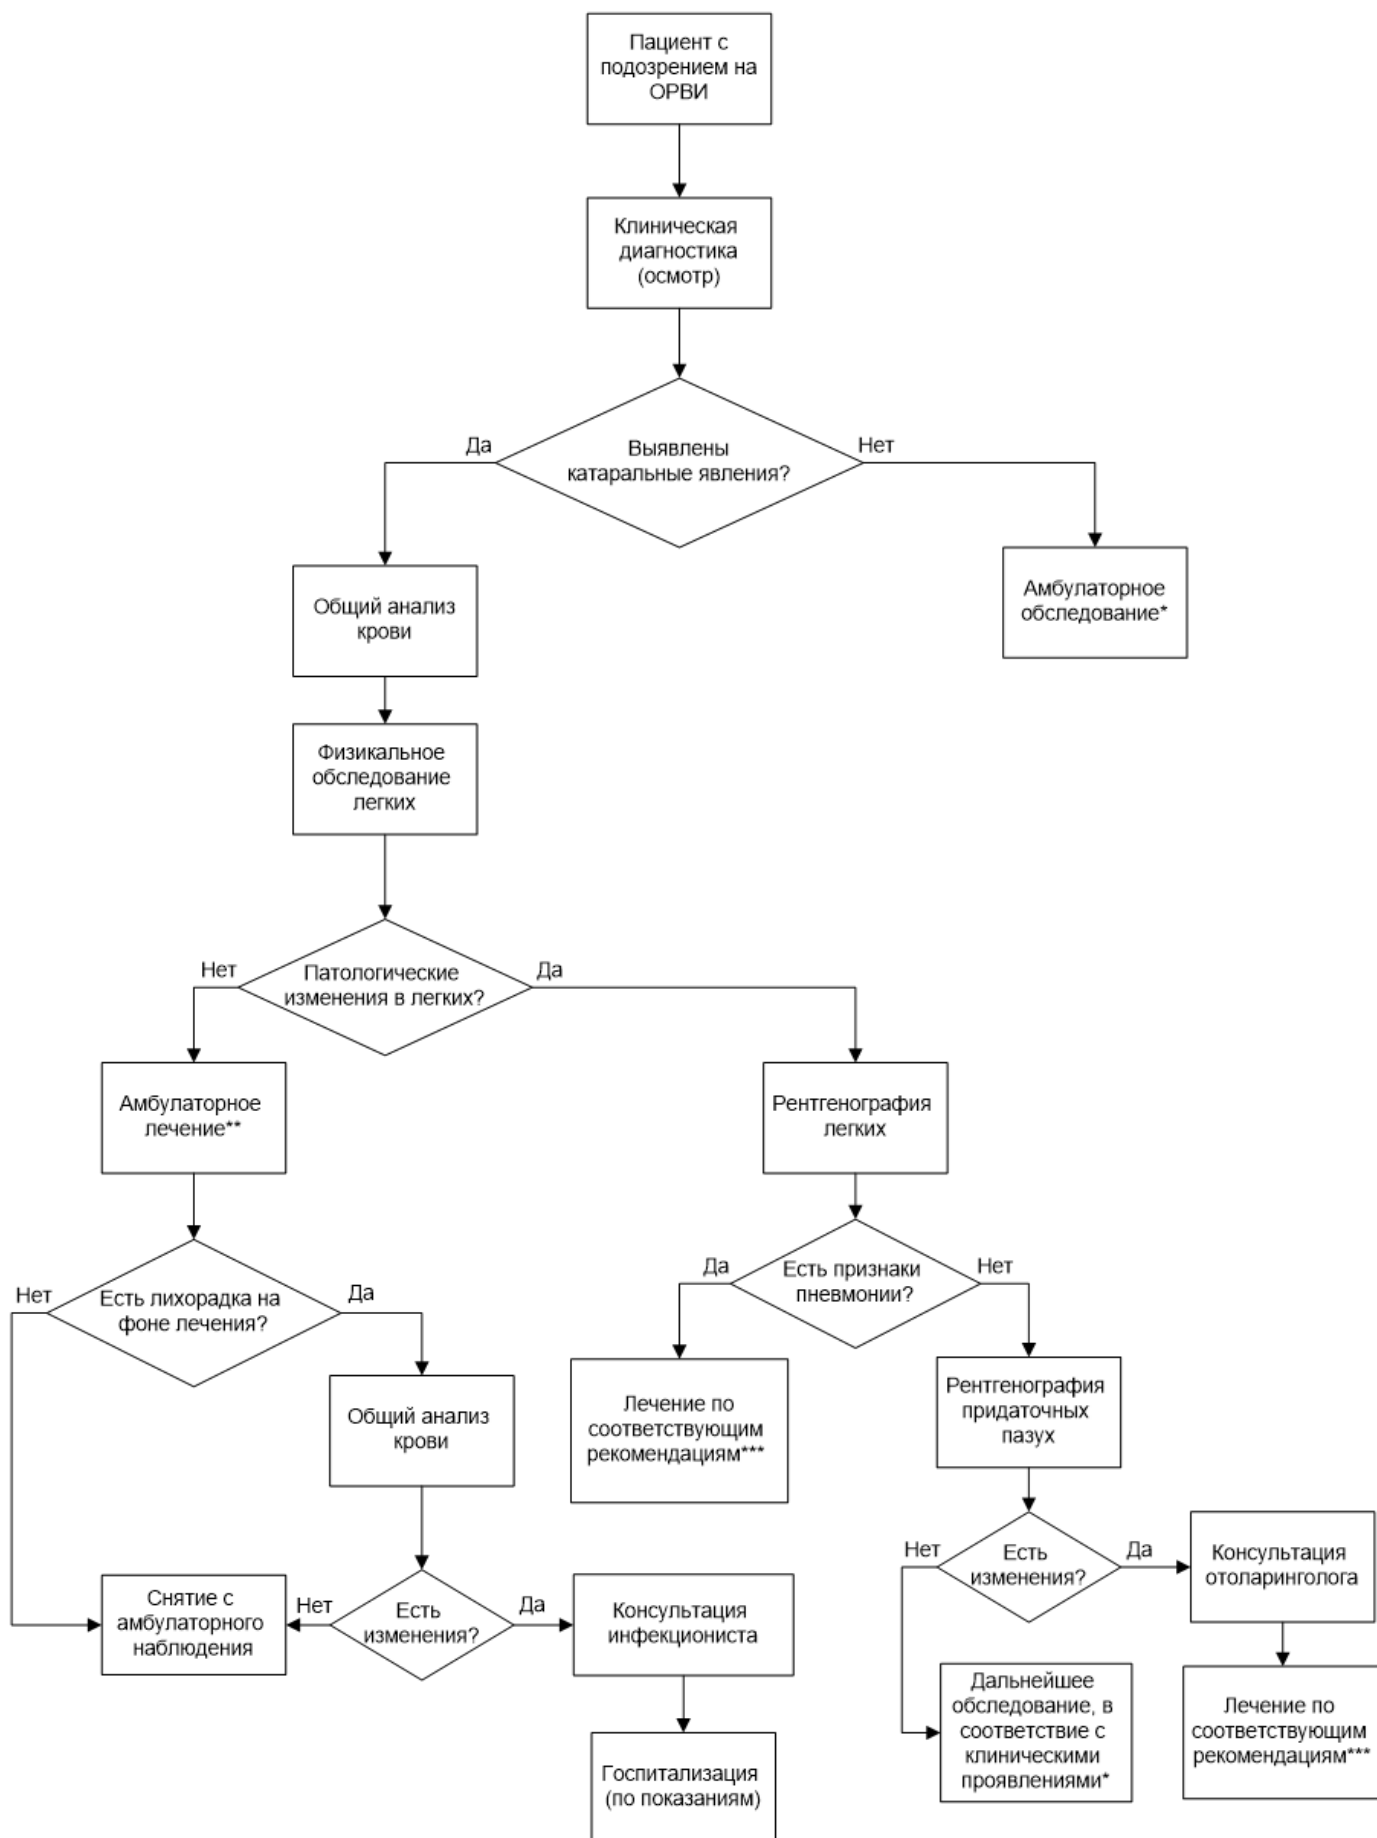 Пациент с
подозрением на
ОРВИ
Клиническая
диагностика
(осмотр)
Выявлены
катаральные явления?
Да
Нет
Общий анализ
крови
Амбулаторное
обследование*
Физикальное
обследование
легких
Патологические
изменения в легких?
Нет
Да
Амбулаторное
лечение**
Рентгенография
легких
Есть лихорадка на
фоне лечения?
Нет
Да
Есть признаки
пневмонии?
Да
Нет
Общий анализ
крови
Лечение по
соответствующим
рекомендациям***
Рентгенография
придаточных
пазух
Снятие с
амбулаторного
наблюдения
Нет
Есть
изменения?
Да
Консультация
инфекциониста
Госпитализация
(по показаниям)
Нет
Есть
изменения?
Да
Консультация
отоларинголога
Дальнейшее
обследование, в
соответствие с
клиническими
проявлениями*
Лечение по
соответствующим
рекомендациям***